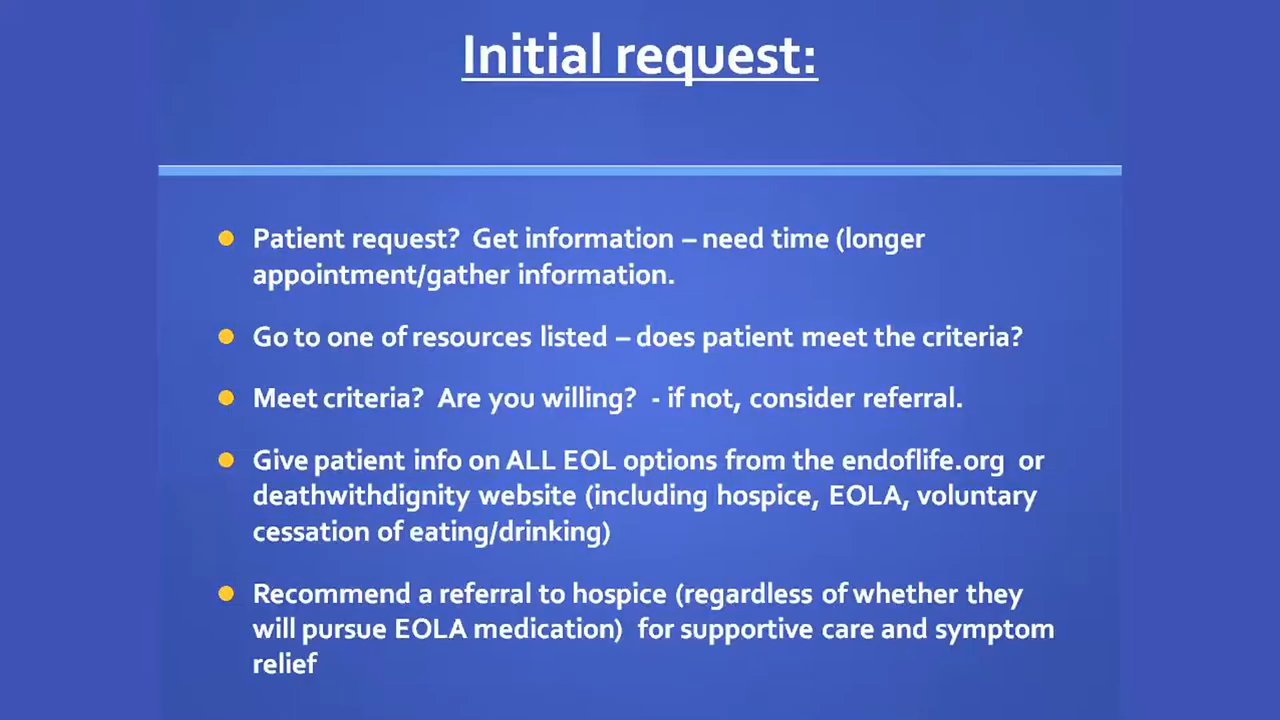 Initial request:
Patient request?  Get information – need time (longer
appointment/gather information.
Go to one of resources listed – does patient meet the criteria?
Meet criteria?  Are you willing?  - if not, consider referral.
Give patient info on ALL EOL options from the endoflife.org  or
deathwithdignity website (including hospice, EOLA, voluntary
cessation of eating/drinking)
Recommend a referral to hospice (regardless of whether they
will pursue EOLA medication)  for supportive care and symptom
relief